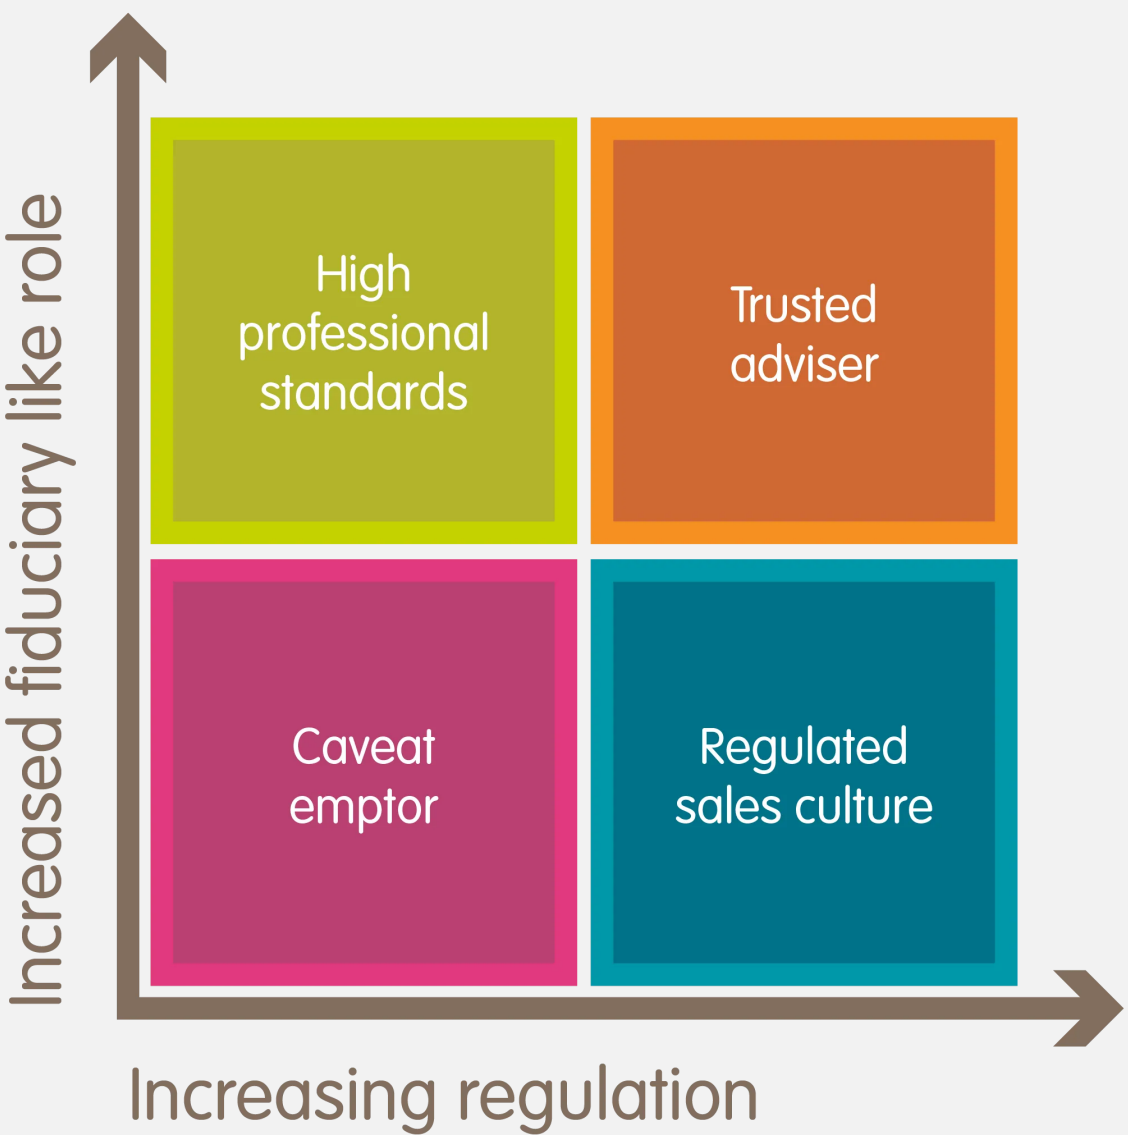 Increased fiduciary like role
High
professional
standards
Trusted
adviser
Caveat
emptor
Regulated
sales culture
Increasing regulation